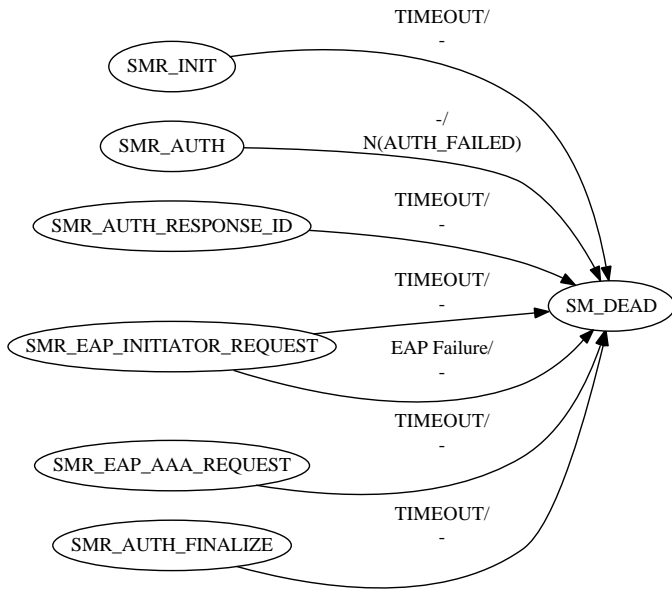 TIMEOUT/
-
SMR_INIT
-/
N(AUTH_FAILED)
SMR_AUTH
TIMEOUT/
-
SMR_AUTH_RESPONSE_ID
TIMEOUT/
-
SM_DEAD
SMR_EAP_INITIATOR_REQUEST
EAP Failure/
-
TIMEOUT/
-
SMR_EAP_AAA_REQUEST
TIMEOUT/
-
SMR_AUTH_FINALIZE